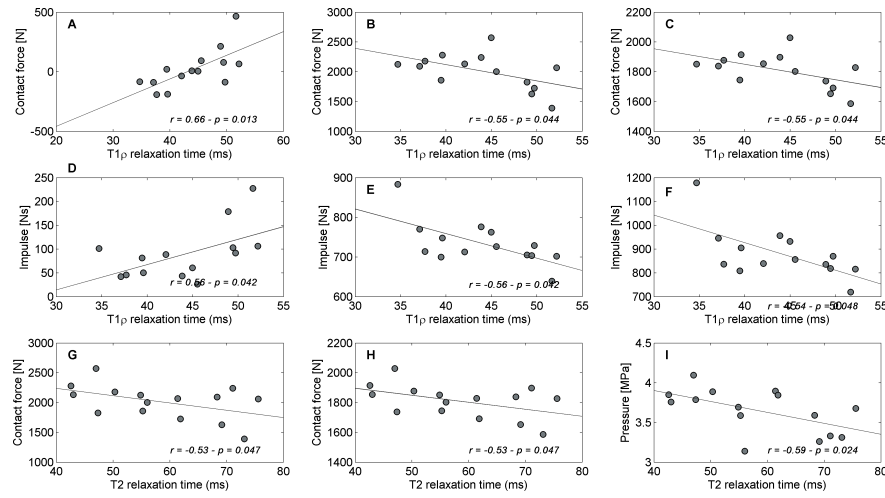 A
Contact force [N]
500
0
-500
r = 0.66 - p = 0.013
20 30 40 50 60
T1ρ relaxation time (ms)
B
Contact force [N]
3000
2500
2000
1500
1000
r = -0.55 - p = 0.044
30 35 40 45 50 55
T1ρ relaxation time (ms)
C
Contact force [N]
2200
2000
1800
1600
1400
r = -0.55 - p = 0.044
30 35 40 45 50 55
T1ρ relaxation time (ms)
D
Impulse [Ns]
250
200
150
100
50
0
r = 0.56 - p = 0.042
30 35 40 45 50 55
T1ρ relaxation time (ms)
E
Impulse [Ns]
900
800
700
600
r = -0.56 - p = 0.042
30 35 40 45 50 55
T1ρ relaxation time (ms)
F
Impulse [Ns]
1200
1100
1000
900
800
700
r = -0.54 - p = 0.048
30 35 40 45 50 55
T1ρ relaxation time (ms)
G
Contact force [N]
3000
2500
2000
1500
1000
r = -0.53 - p = 0.047
40 50 60 70 80
T2 relaxation time (ms)
H
Contact force [N]
2200
2000
1800
1600
1400
r = -0.53 - p = 0.047
40 50 60 70 80
T2 relaxation time (ms)
I
Pressure [MPa]
4.5
4
3.5
3
r = -0.59 - p = 0.024
40 50 60 70 80
T2 relaxation time (ms)